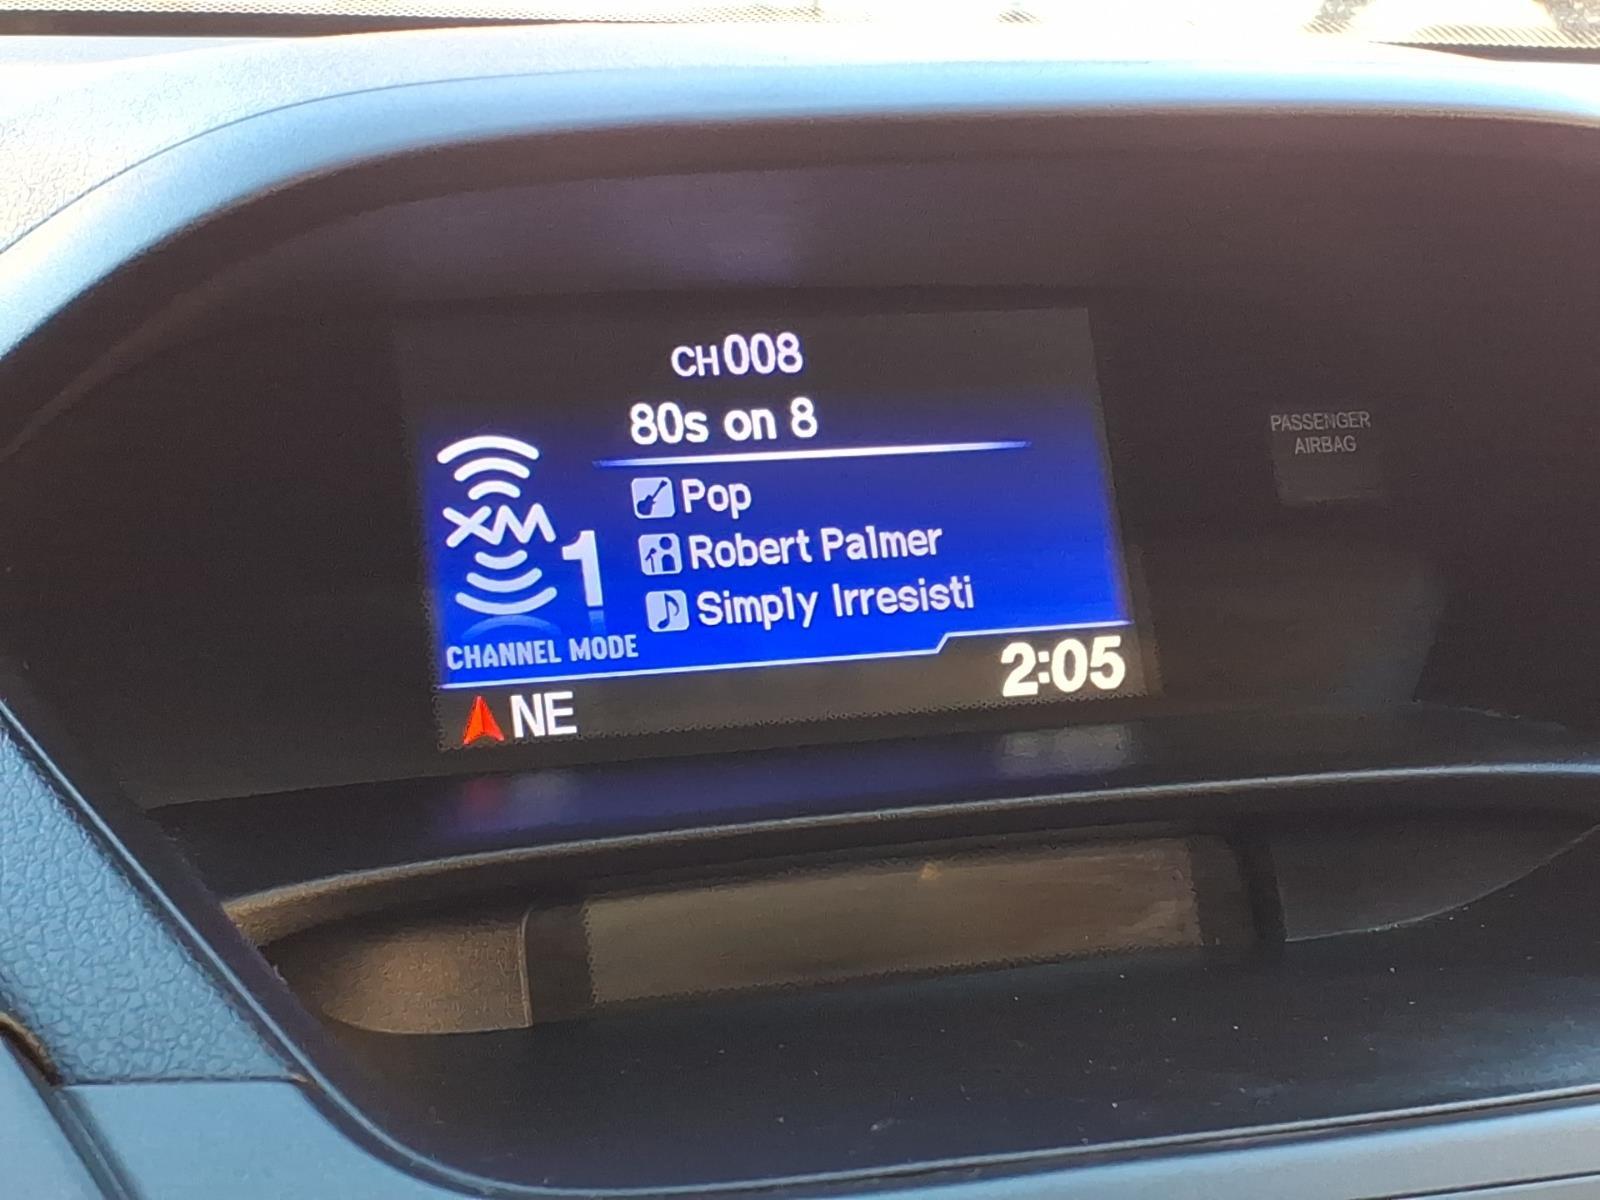 CH008
80s on 8
Pop
XM
1
Robert Palmer
Simply Irresisti
CHANNEL MODE
NE
2:05
PASSENGER
AIRBAG